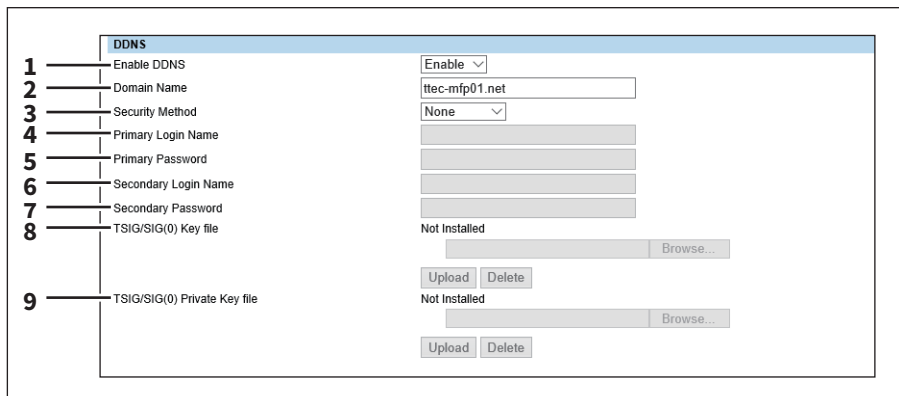 DDNS
1 Enable DDNS Enable
2 Domain Name ttec-mfp01.net
3 Security Method None
4 Primary Login Name
5 Primary Password
6 Secondary Login Name
7 Secondary Password
8 TSIG/SIG(0) Key file Not Installed
Browse...
Upload Delete
9 TSIG/SIG(0) Private Key file Not Installed
Browse...
Upload Delete